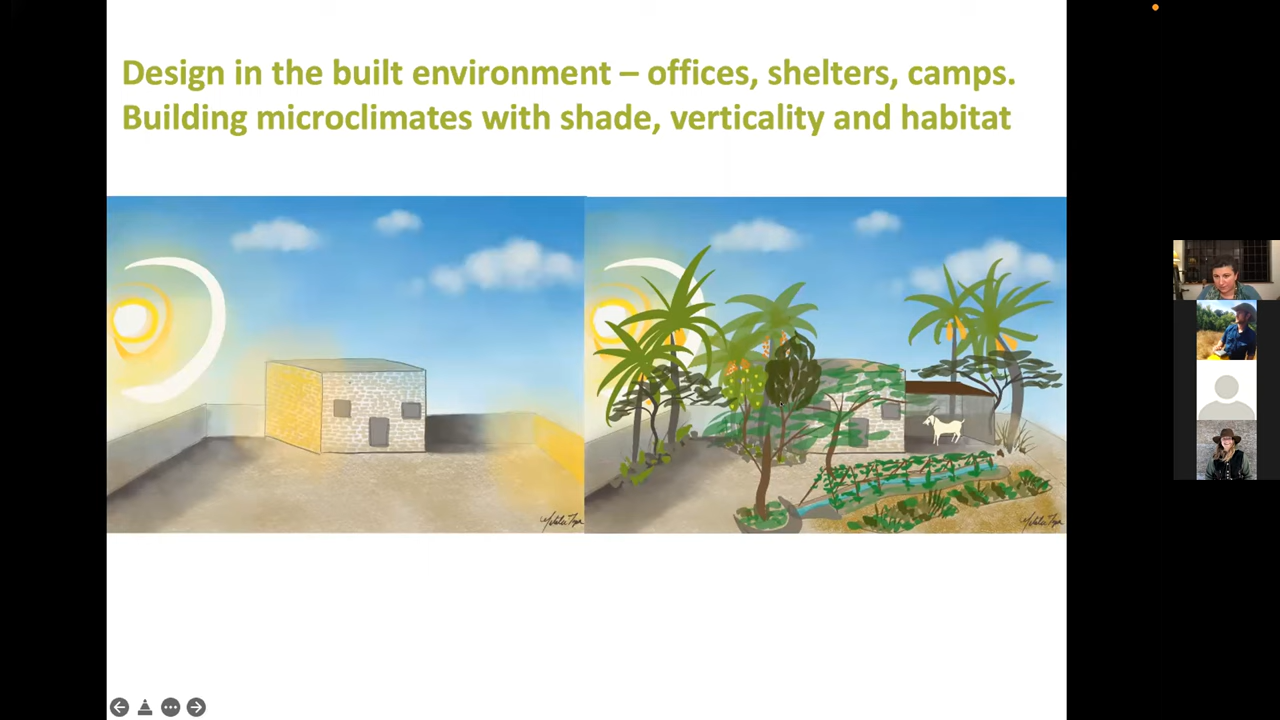 Design in the built environment – offices, shelters, camps.
Building microclimates with shade, verticality and habitat